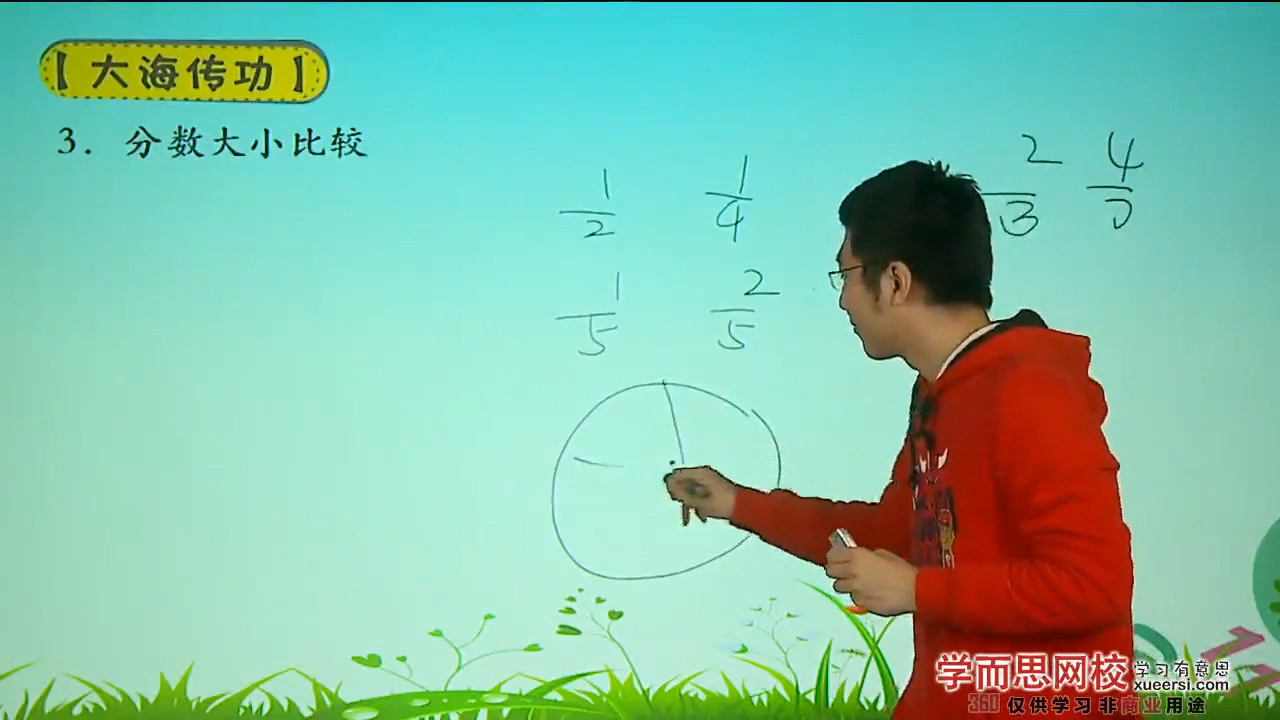 【大海传功】
3. 分数大小比较
1/2 1/4 2/3
1/5 2/5
学而思网校 学习有意思
xueersi.com
360 仅供学习 非商业用途